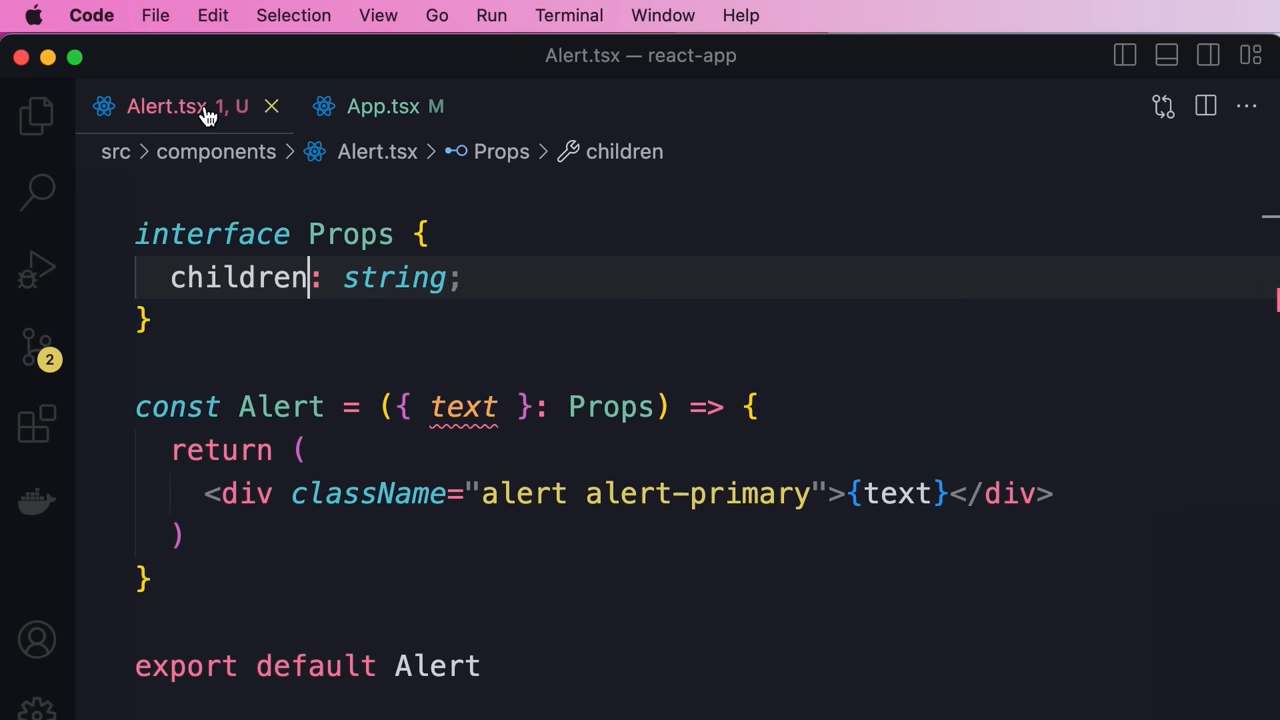 Code File Edit Selection View Go Run Terminal Window Help
Alert.tsx — react-app
Alert.tsx 1, U App.tsx M
src > components > Alert.tsx > Props > children
interface Props {
children: string;
}
2
const Alert = ({ text }: Props) => {
return (
<div className="alert alert-primary">{text}</div>
)
}
export default Alert